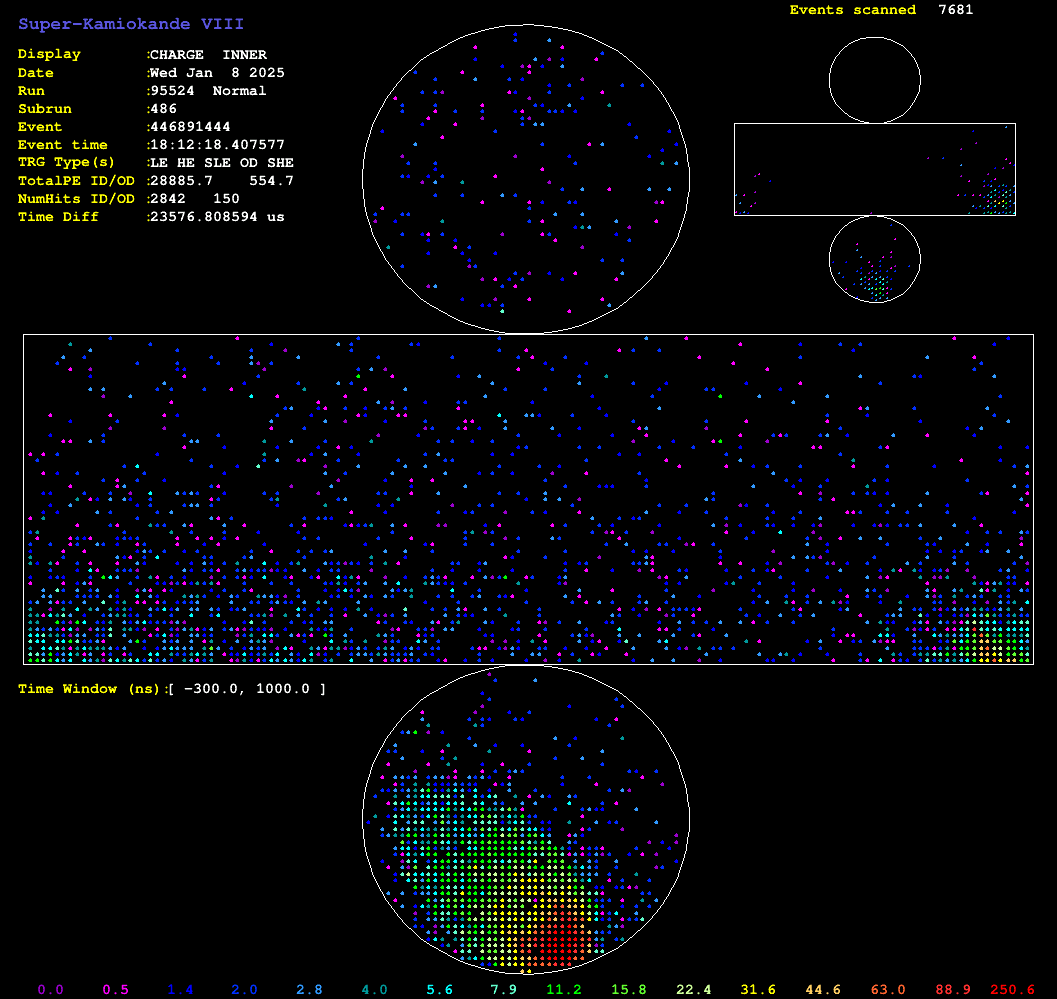 Super-Kamiokande VIII
Events scanned 7681
Display :CHARGE INNER
Date :Wed Jan 8 2025
Run :95524 Normal
Subrun :486
Event :446891444
Event time :18:12:18.407577
TRG Type(s) :LE HE SLE OD SHE
TotalPE ID/OD :28885.7 554.7
NumHits ID/OD :2842 150
Time Diff :23576.808594 us
Time Window (ns):[ -300.0, 1000.0 ]
0.0 0.5 1.4 2.0 2.8 4.0 5.6 7.9 11.2 15.8 22.4 31.6 44.6 63.0 88.9 250.6